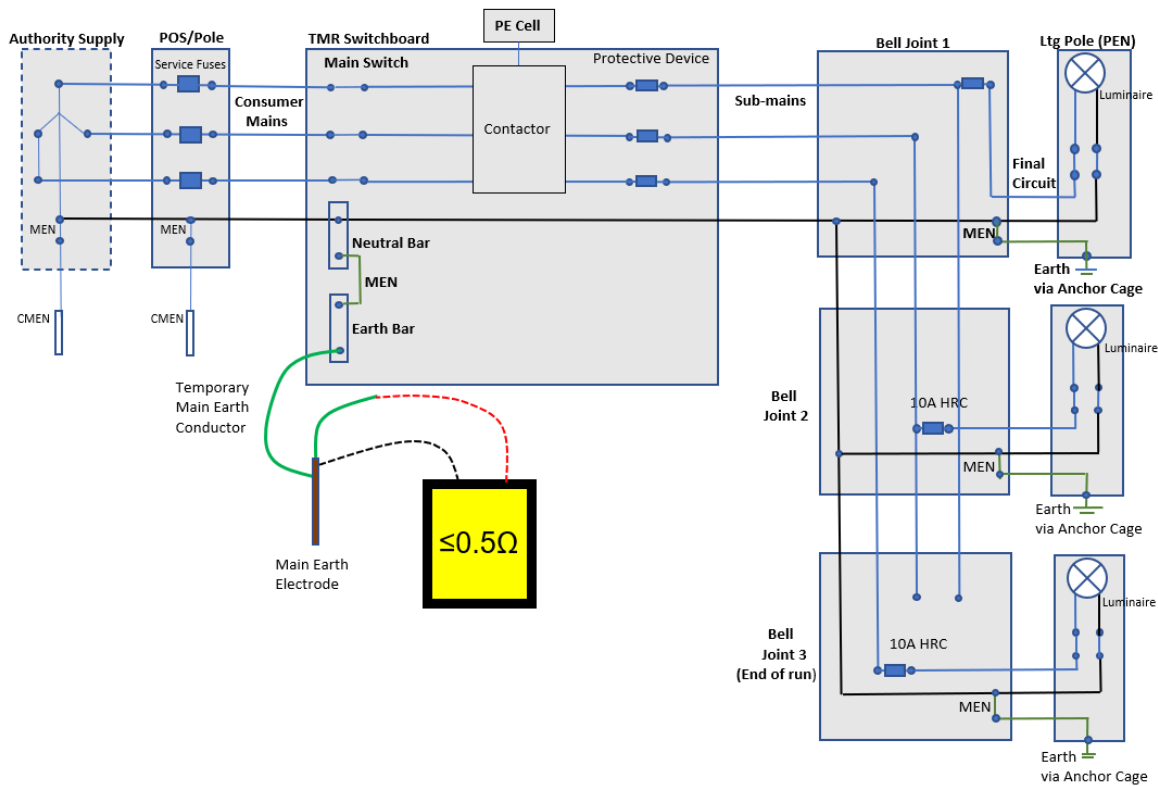 PE Cell
Authority Supply
POS/Pole
TMR Switchboard
Bell Joint 1
Ltg Pole (PEN)
Service Fuses
Main Switch
Protective Device
Luminaire
Consumer
Mains
Contactor
Sub-mains
Final
Circuit
MEN
MEN
Neutral Bar
MEN
MEN
Earth
via Anchor Cage
CMEN
CMEN
Earth Bar
Luminaire
Temporary
Main Earth
Conductor
Bell
Joint 2
10A HRC
MEN
Earth
via Anchor Cage
≤0.5Ω
Main Earth
Electrode
Luminaire
Bell
Joint 3
(End of run)
10A HRC
MEN
Earth
via Anchor Cage